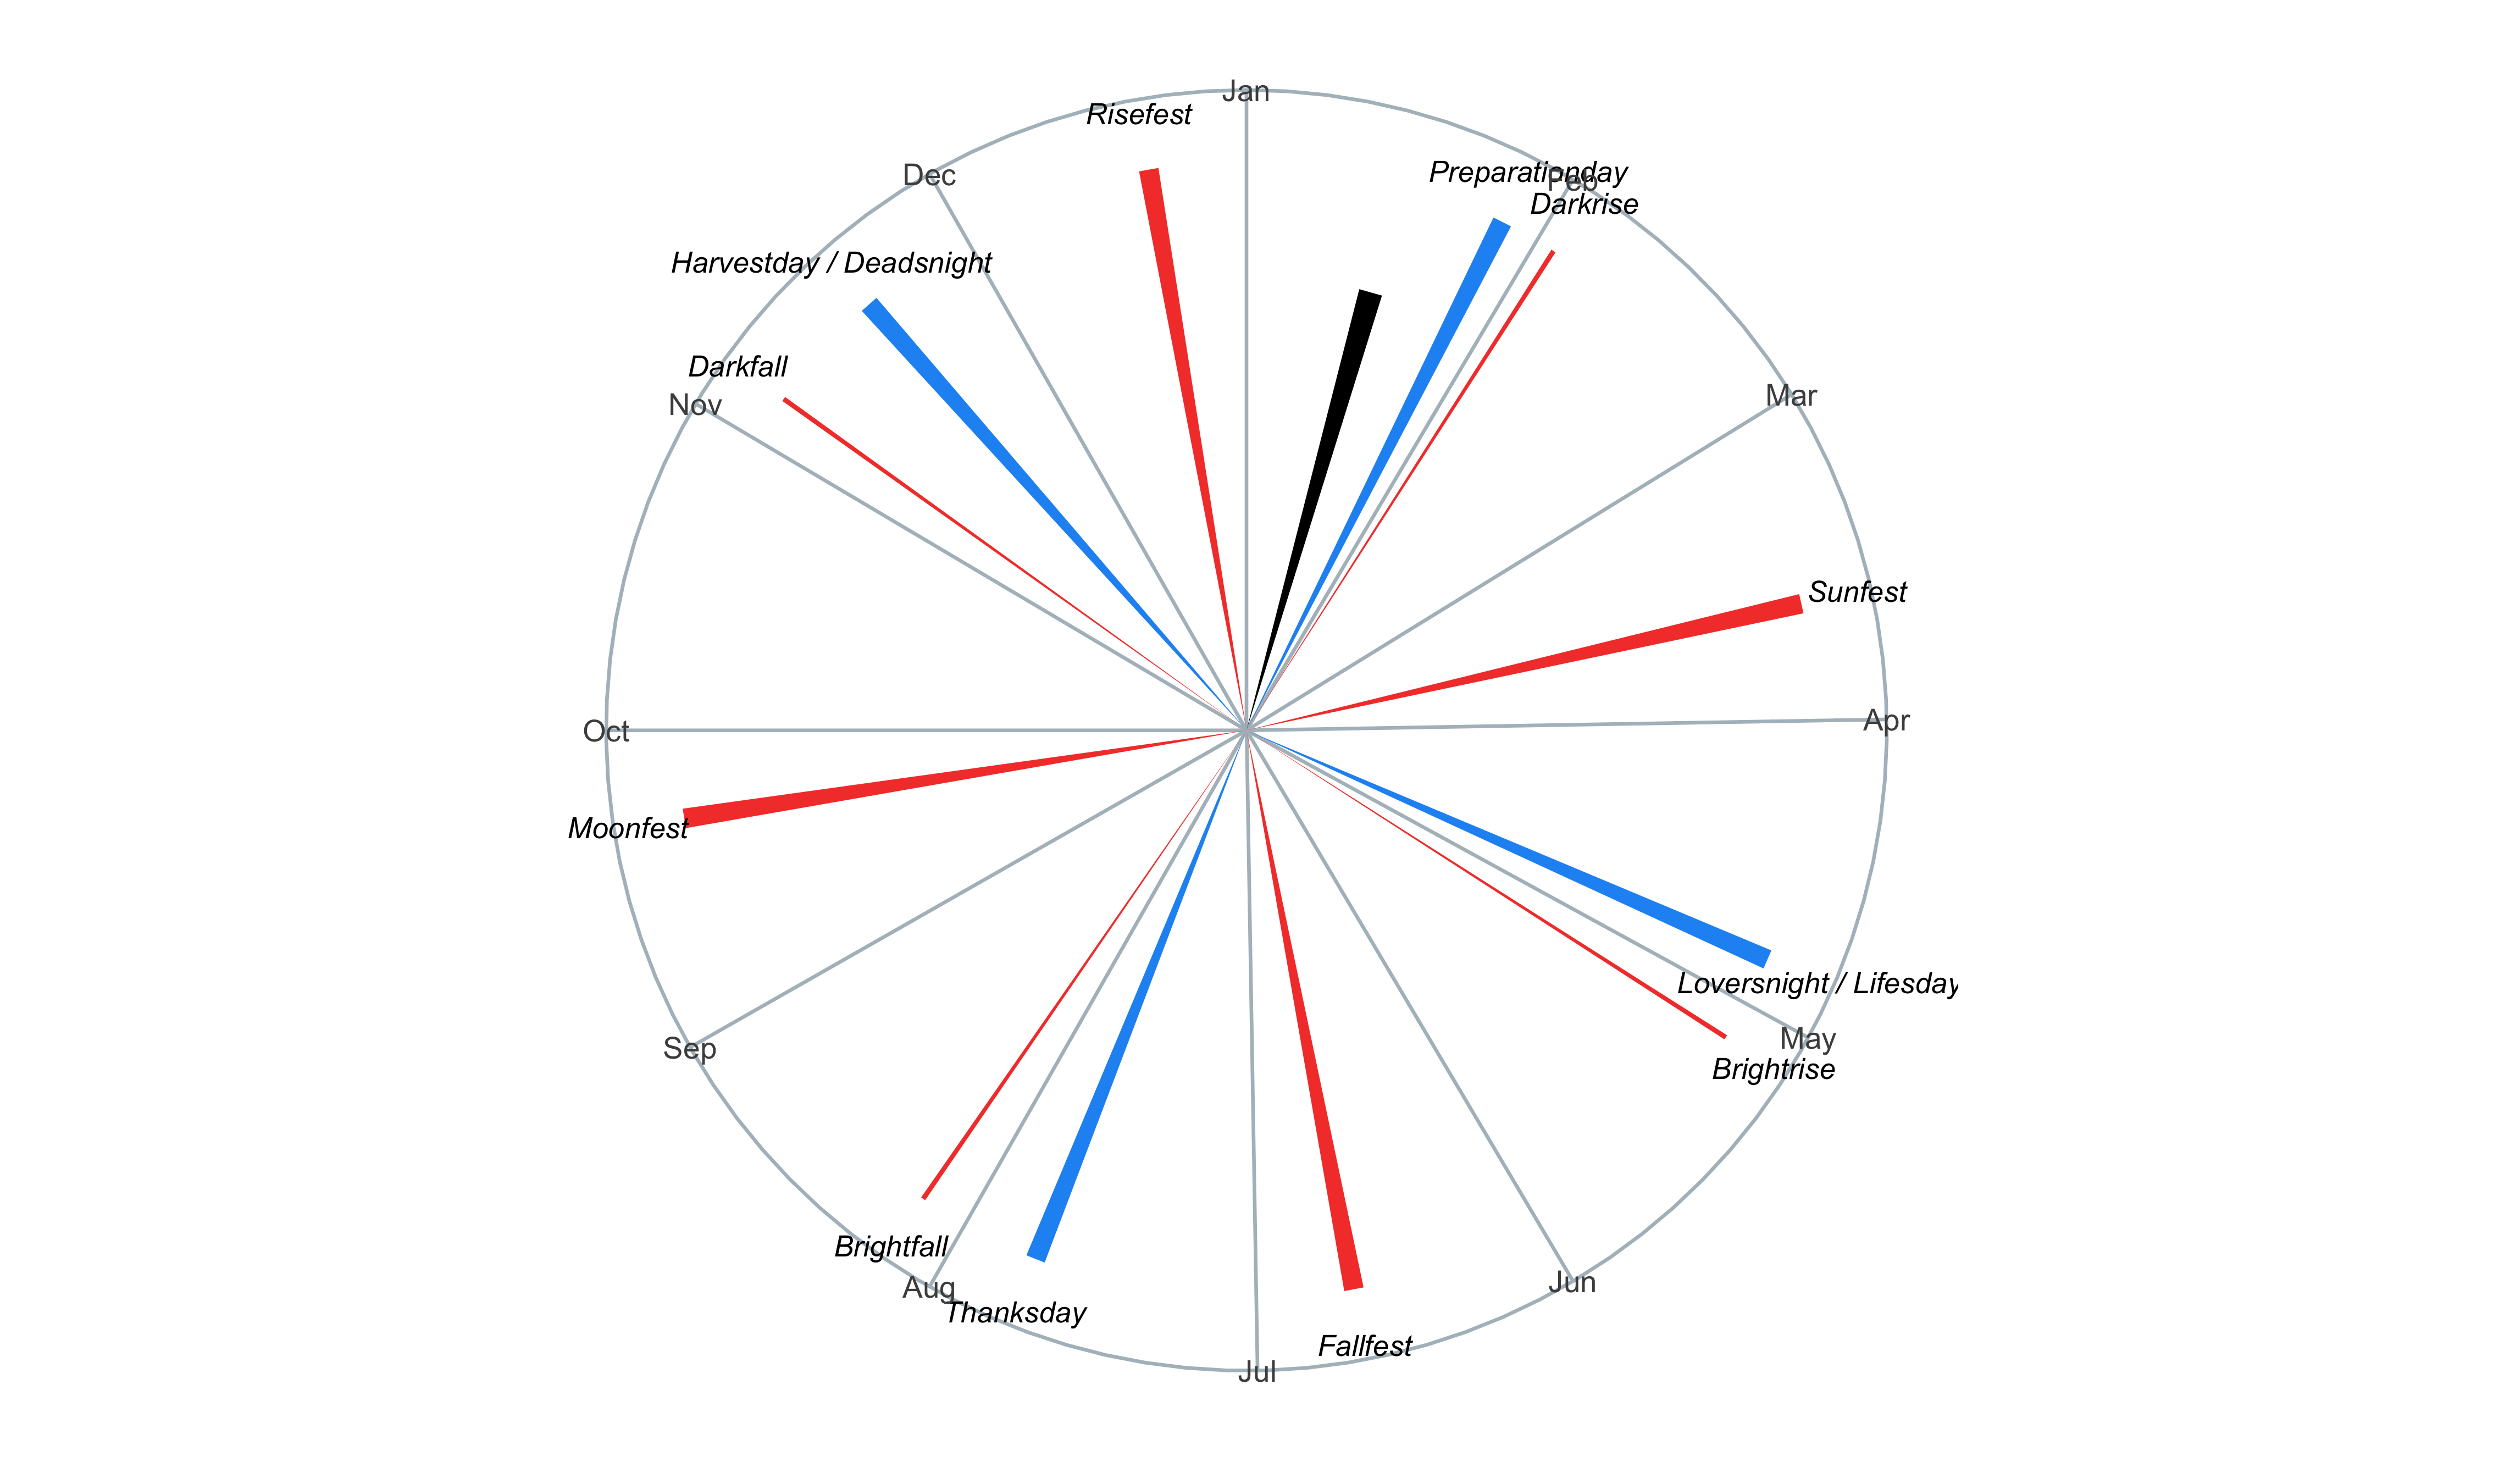 Jan
Risefest
Preparationday
Dec
Feb
Darkrise
Harvestday / Deadsnight
Darkfall
Mar
Nov
Sunfest
Apr
Oct
Moonfest
Loversnight / Lifesday
May
Sep
Brightrise
Brightfall
Jun
Aug
Thanksday
Fallfest
Jul